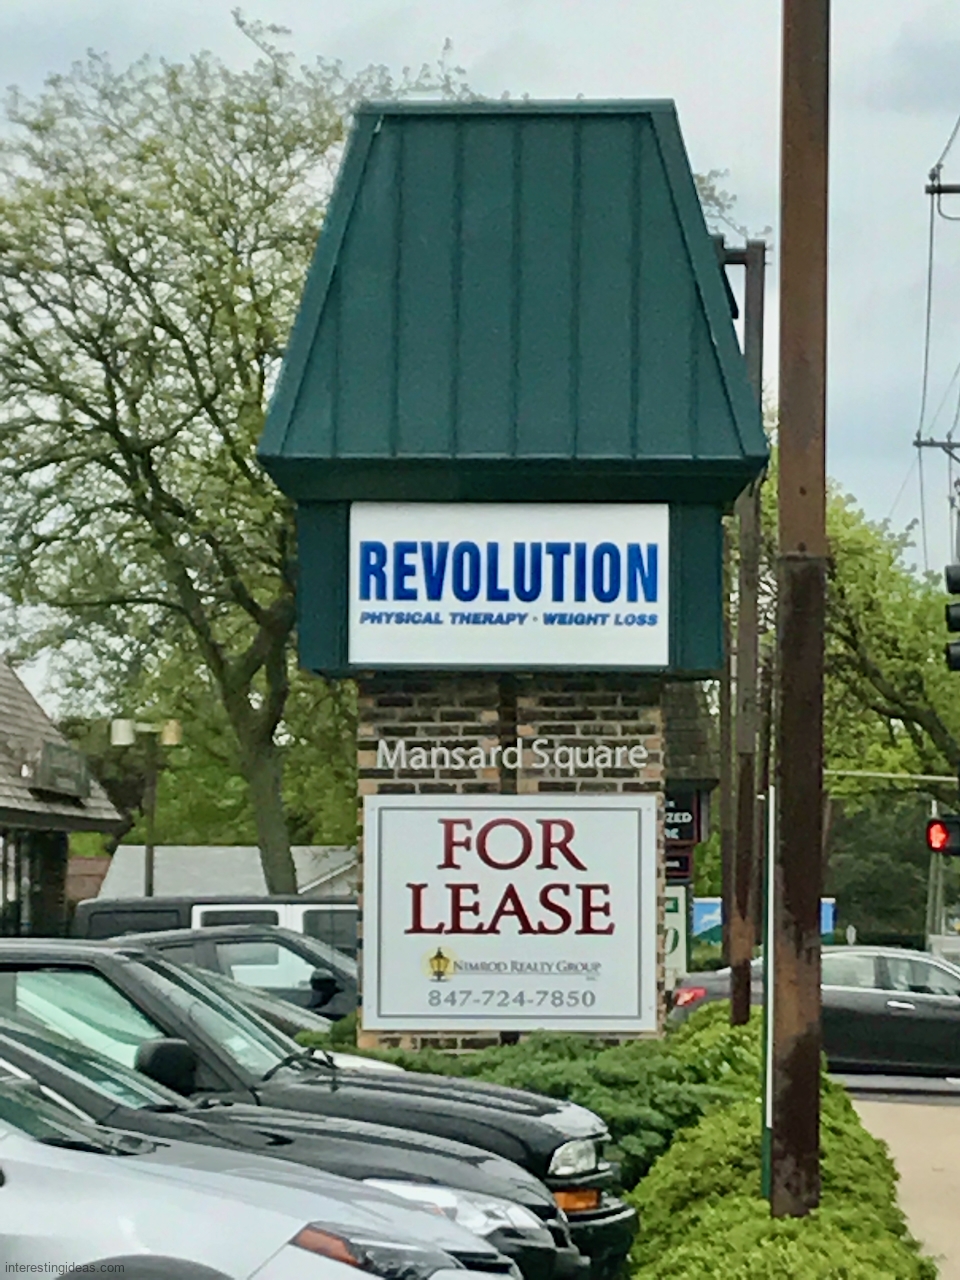 REVOLUTION
PHYSICAL THERAPY · WEIGHT LOSS
Mansard Square
FOR
LEASE
NIMROD REALTY GROUP
847-724-7850
interestingideas.com